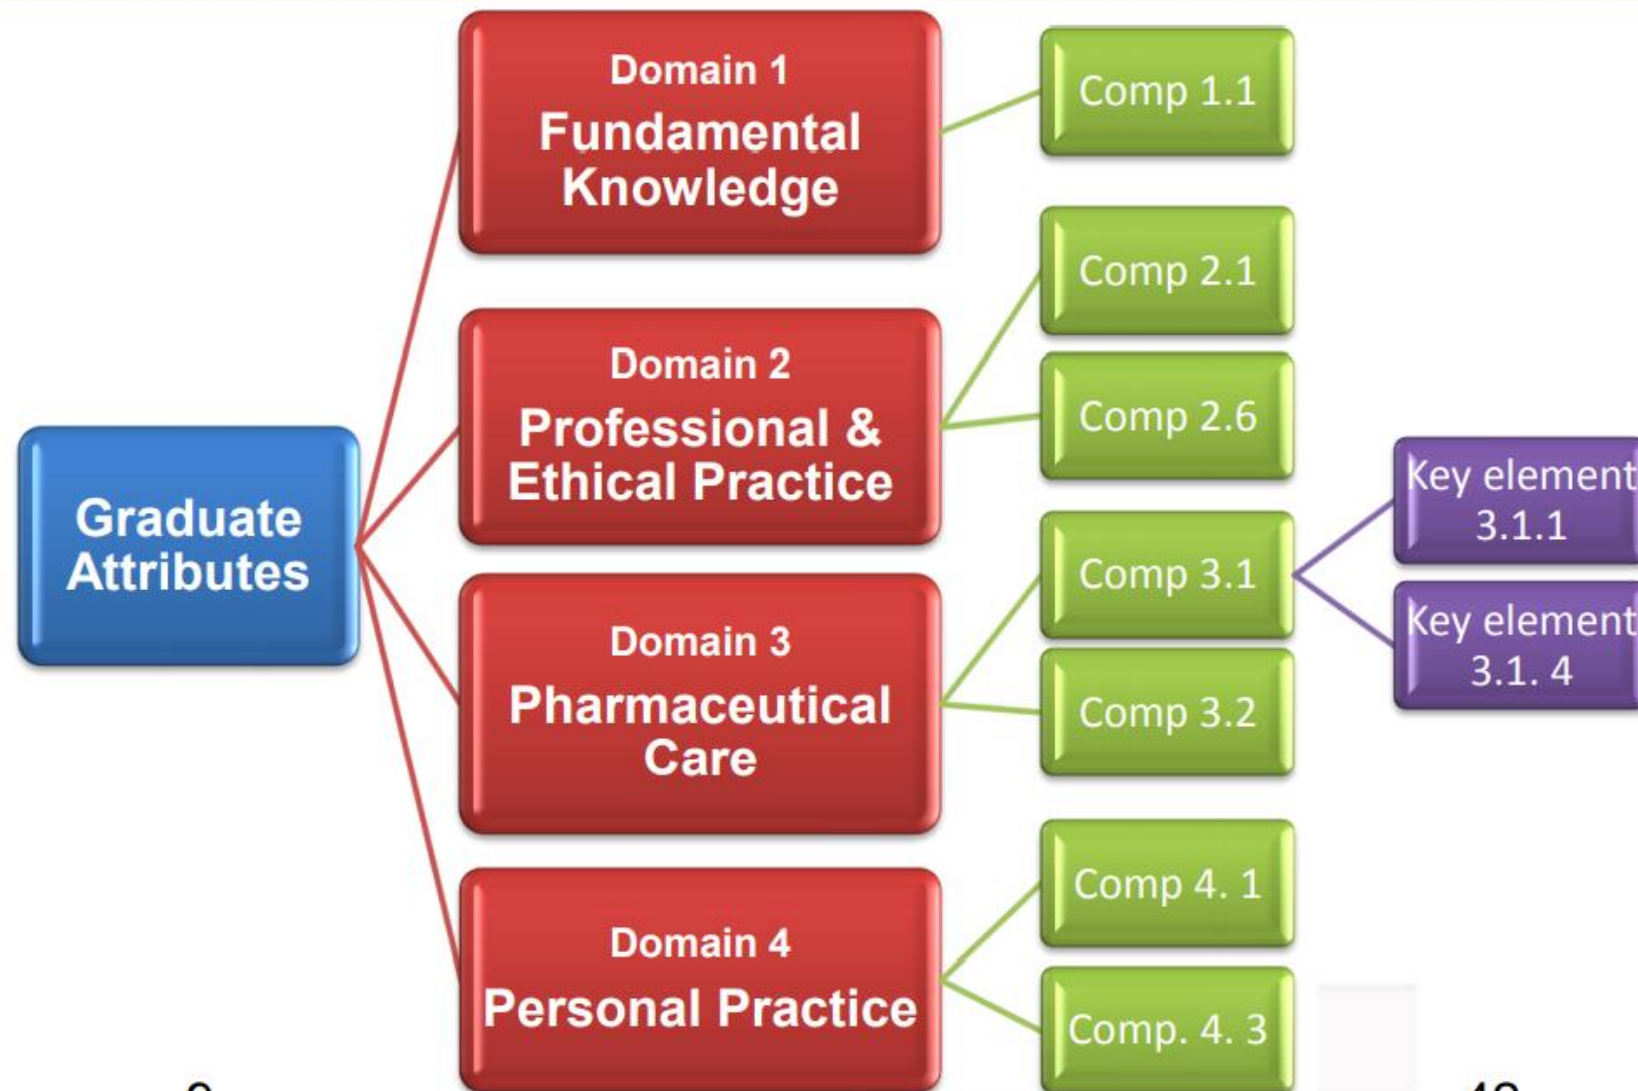 Graduate
Attributes
Domain 1
Fundamental
Knowledge
Domain 2
Professional &
Ethical Practice
Domain 3
Pharmaceutical
Care
Domain 4
Personal Practice
Comp 1.1
Comp 2.1
Comp 2.6
Comp 3.1
Comp 3.2
Comp 4. 1
Comp. 4. 3
Key element
3.1.1
Key element
3.1. 4